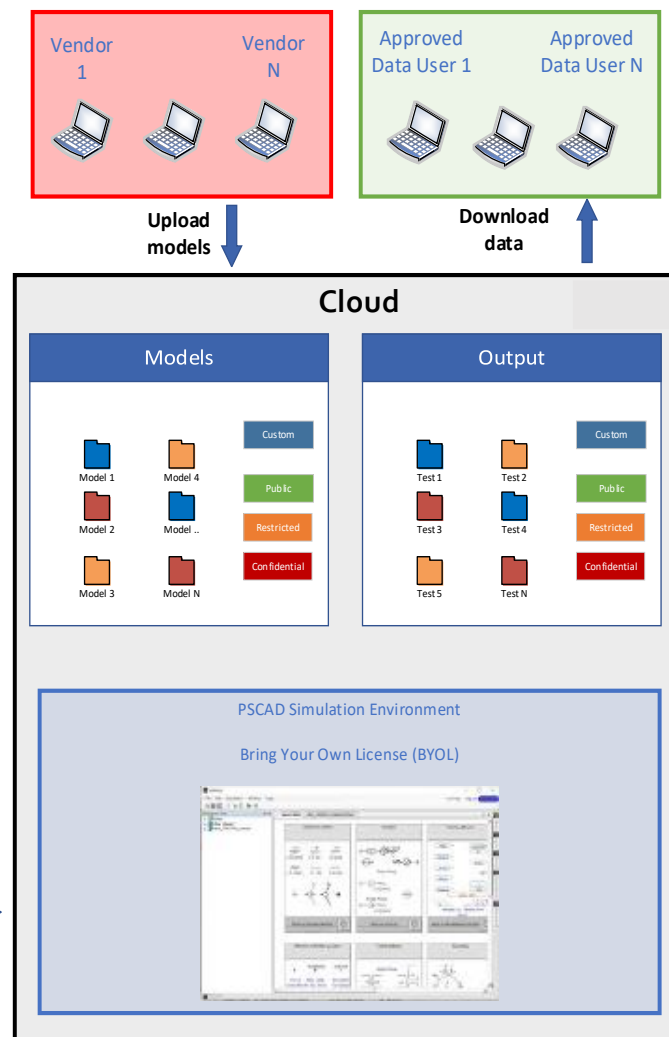 Vendor
1
Vendor
N
Approved
Data User 1
Approved
Data User N
Upload
models
Download
data
Cloud
Models
Output
Custom
Public
Restricted
Confidential
Model 1
Model 4
Model 2
Model ..
Model 3
Model N
Custom
Public
Restricted
Confidential
Test 1
Test 2
Test 3
Test 4
Test 5
Test N
PSCAD Simulation Environment
Bring Your Own License (BYOL)